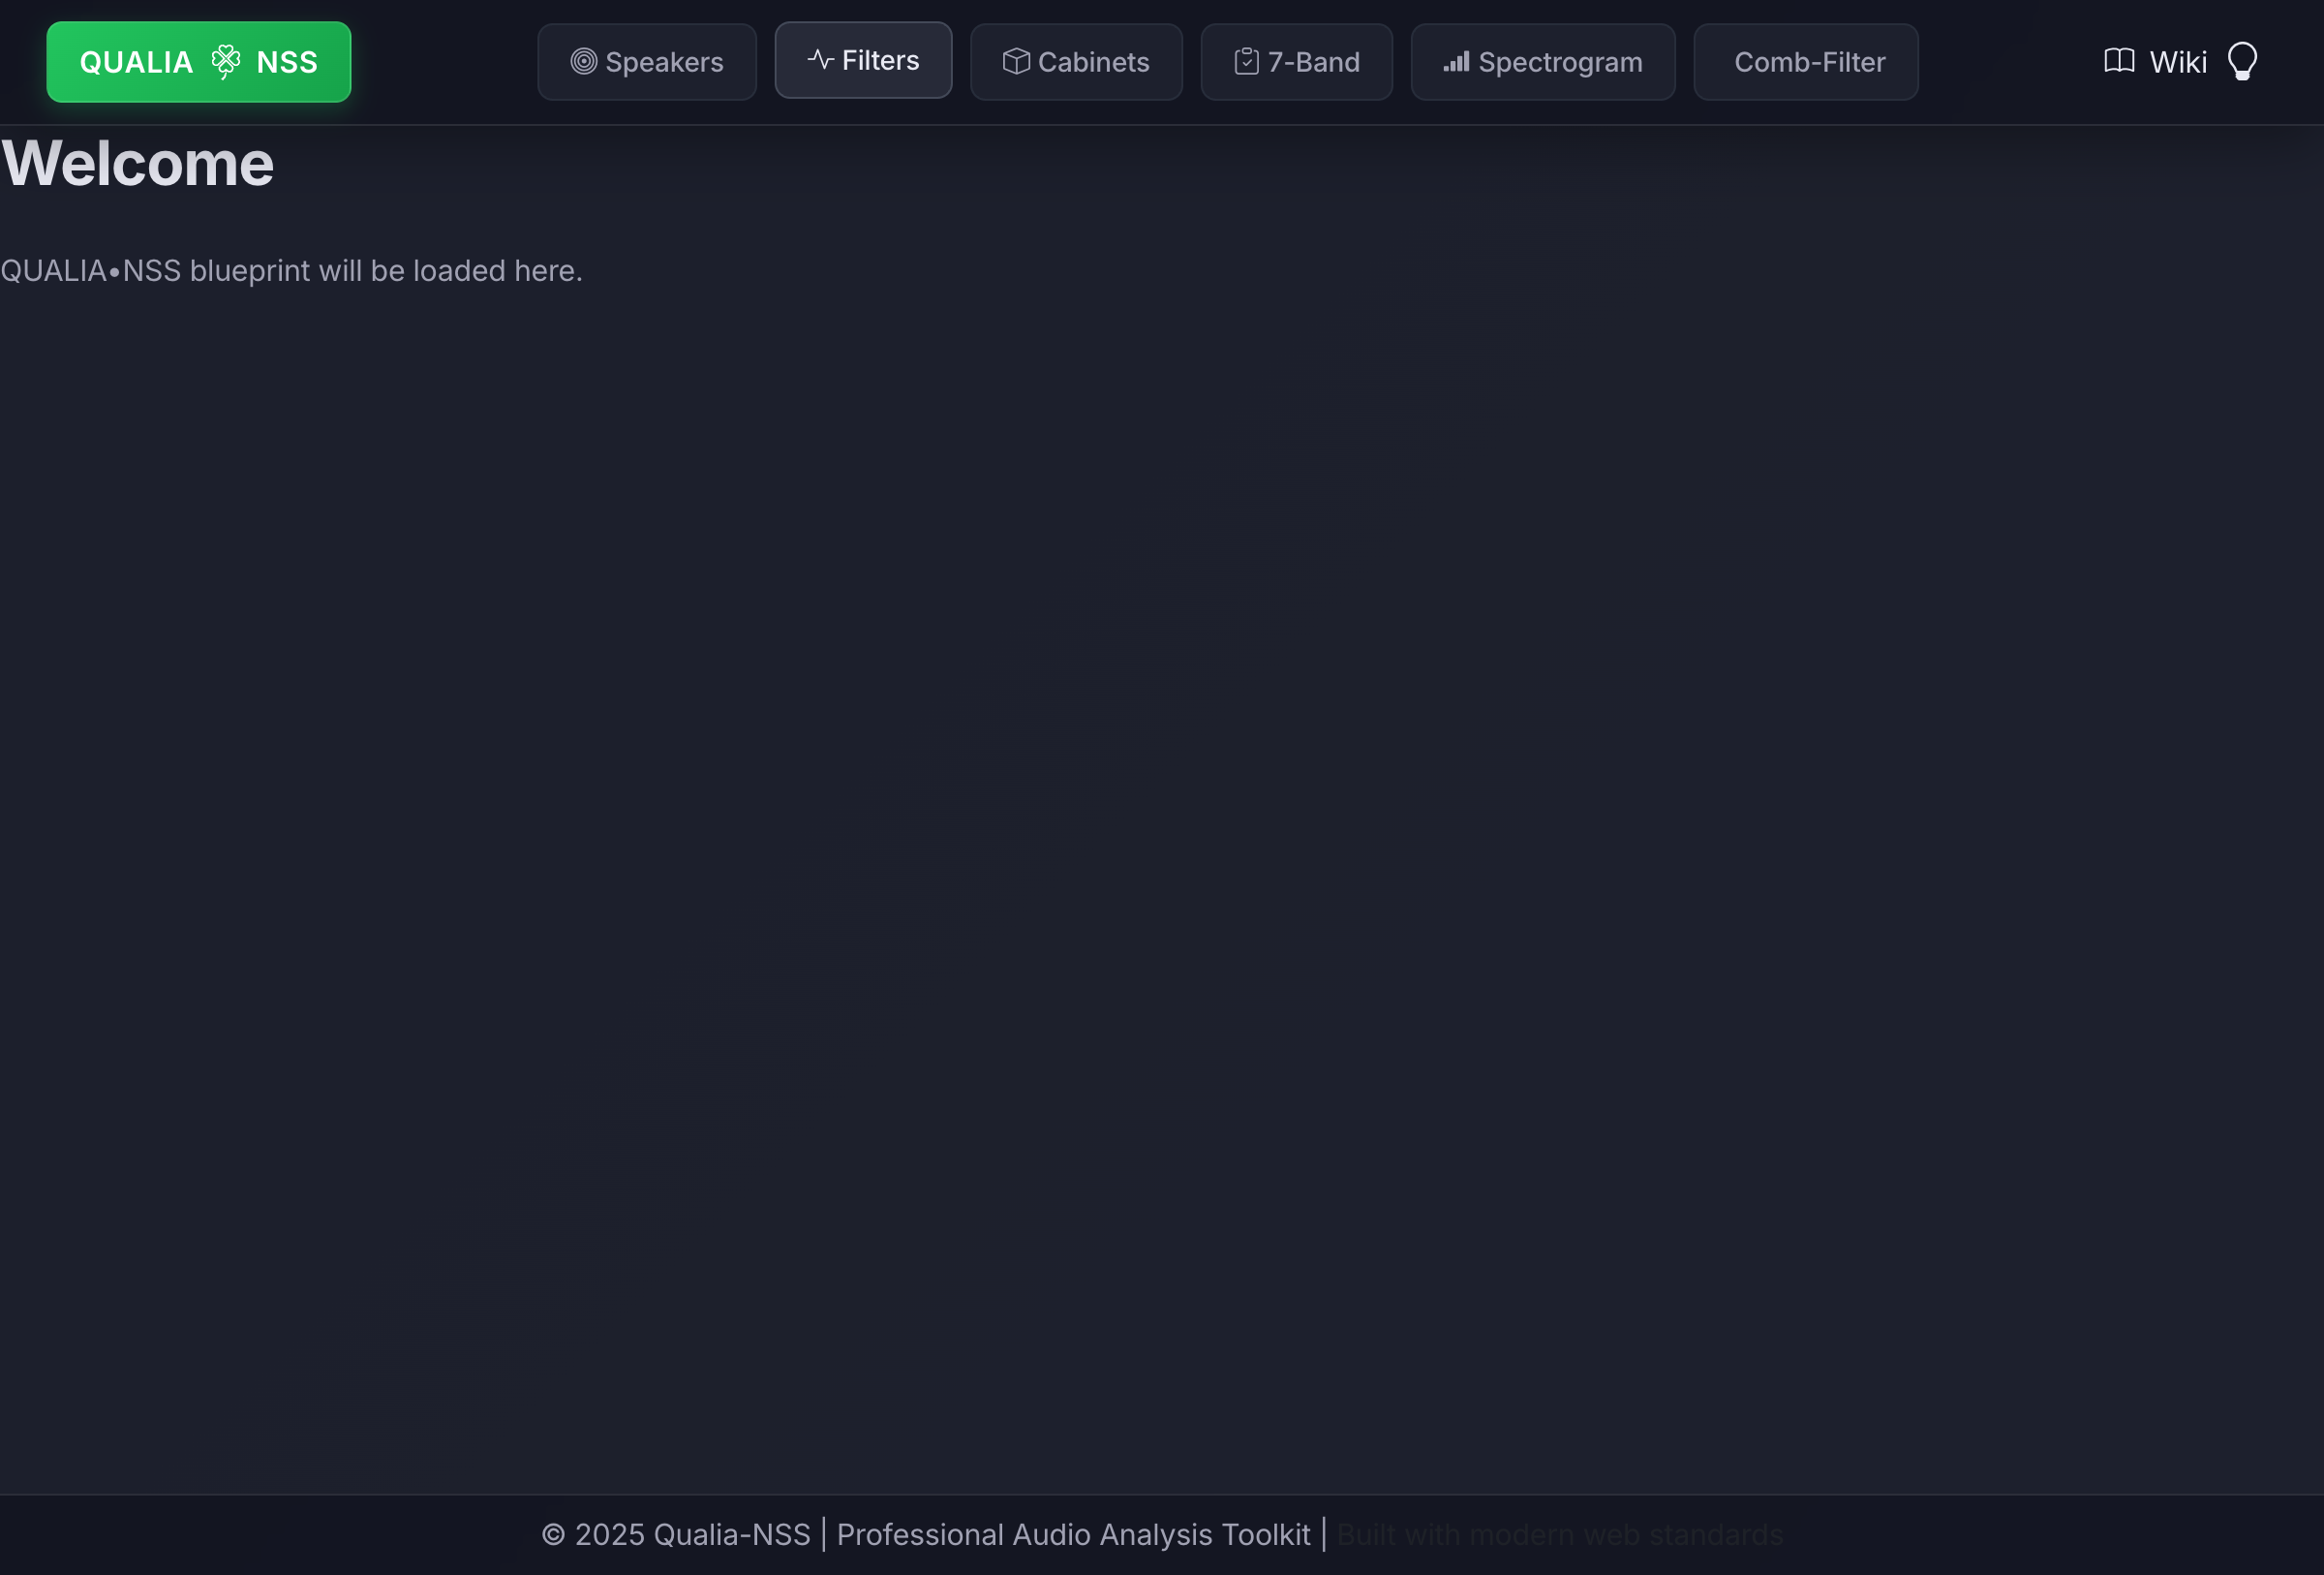 QUALIA NSS
Speakers
Filters
Cabinets
7-Band
Spectrogram
Comb-Filter
Wiki
Welcome
QUALIA•NSS blueprint will be loaded here.
© 2025 Qualia-NSS | Professional Audio Analysis Toolkit | Built with modern web standards